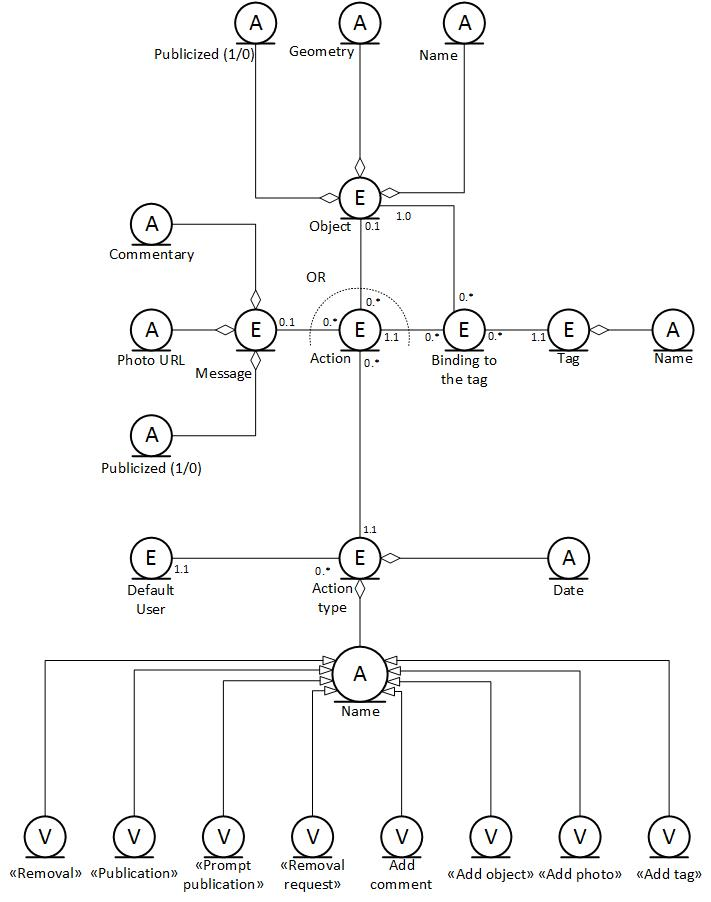 A A A
Publicized (1/0) Geometry Name
E
Object 0.1 1.0
A
Commentary
OR
0.* 0.*
A E 0.1 0.* E 1.1 0.* E 0.* 1.1 E A
Photo URL Message Action 0.* Binding to Tag Name
the tag
A
Publicized (1/0)
1.1
E 1.1 0.* E A
Default Action Date
User type
A
Name
V V V V V V V V
«Removal» «Publication» «Prompt «Removal Add «Add object» «Add photo» «Add tag»
publication» request» comment